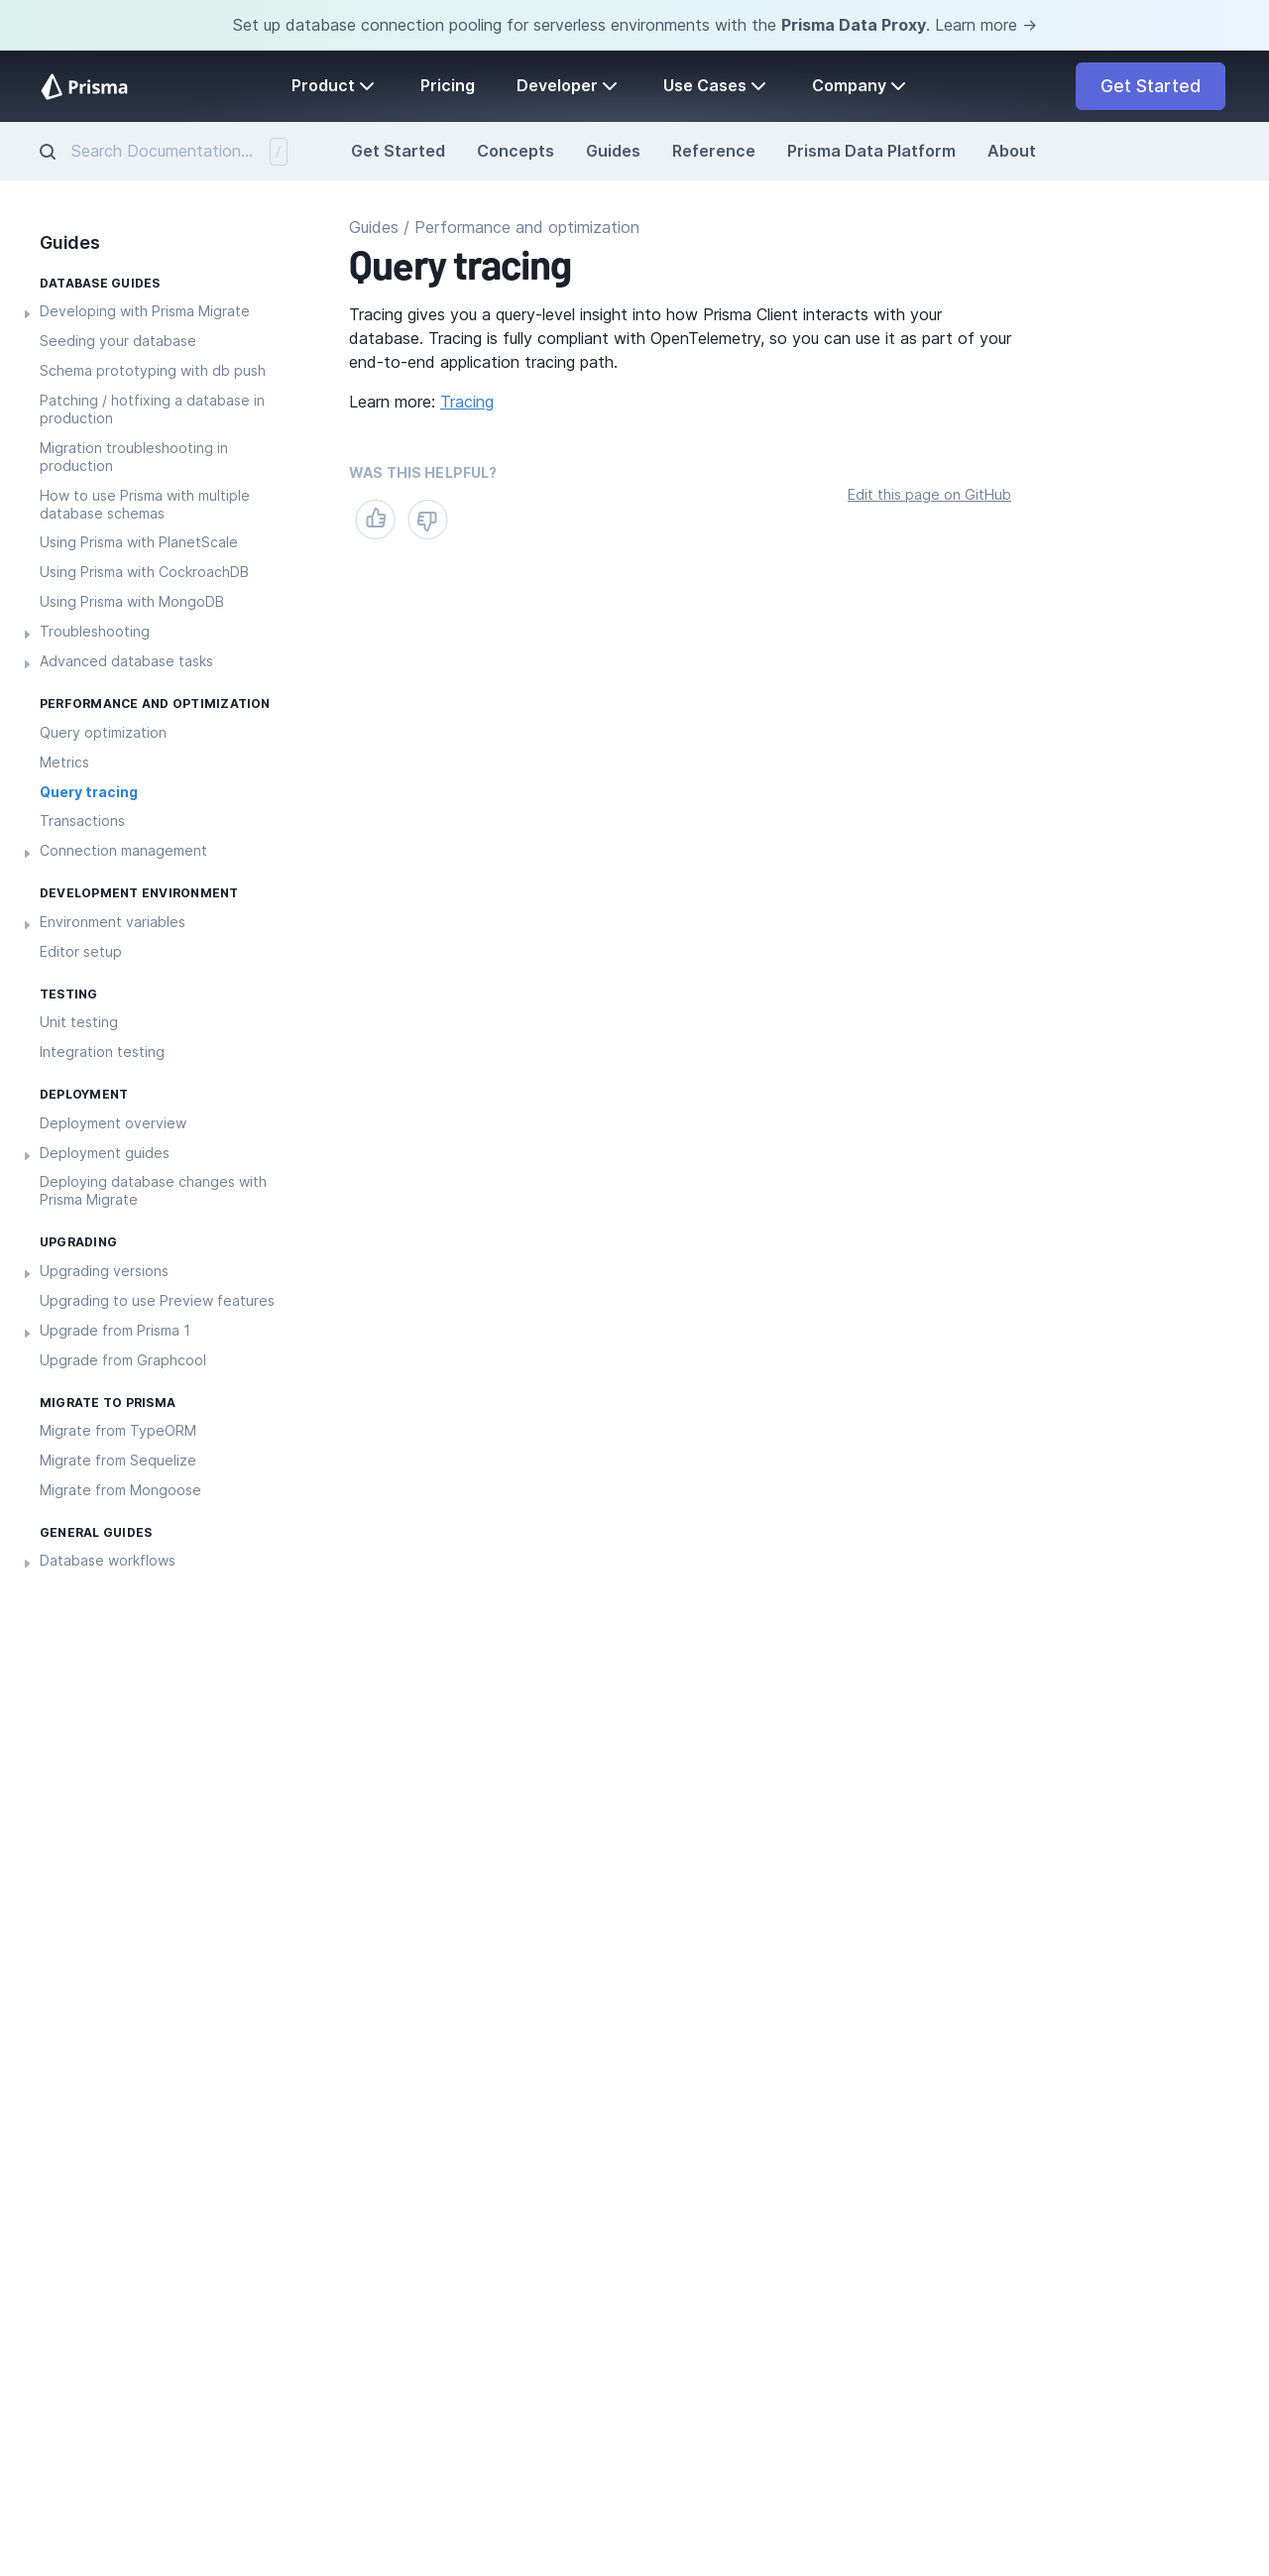 Set up database connection pooling for serverless environments with the Prisma Data Proxy. Learn more →
Prisma
Product
Pricing
Developer
Use Cases
Company
Get Started
Search Documentation...
/
Get Started
Concepts
Guides
Reference
Prisma Data Platform
About
Guides
DATABASE GUIDES
Developing with Prisma Migrate
Seeding your database
Schema prototyping with db push
Patching / hotfixing a database in
production
Migration troubleshooting in
production
How to use Prisma with multiple
database schemas
Using Prisma with PlanetScale
Using Prisma with CockroachDB
Using Prisma with MongoDB
Troubleshooting
Advanced database tasks
PERFORMANCE AND OPTIMIZATION
Query optimization
Metrics
Query tracing
Transactions
Connection management
DEVELOPMENT ENVIRONMENT
Environment variables
Editor setup
TESTING
Unit testing
Integration testing
DEPLOYMENT
Deployment overview
Deployment guides
Deploying database changes with
Prisma Migrate
UPGRADING
Upgrading versions
Upgrading to use Preview features
Upgrade from Prisma 1
Upgrade from Graphcool
MIGRATE TO PRISMA
Migrate from TypeORM
Migrate from Sequelize
Migrate from Mongoose
GENERAL GUIDES
Database workflows
Guides / Performance and optimization
Query tracing
Tracing gives you a query-level insight into how Prisma Client interacts with your
database. Tracing is fully compliant with OpenTelemetry, so you can use it as part of your
end-to-end application tracing path.
Learn more: Tracing
WAS THIS HELPFUL?
Edit this page on GitHub